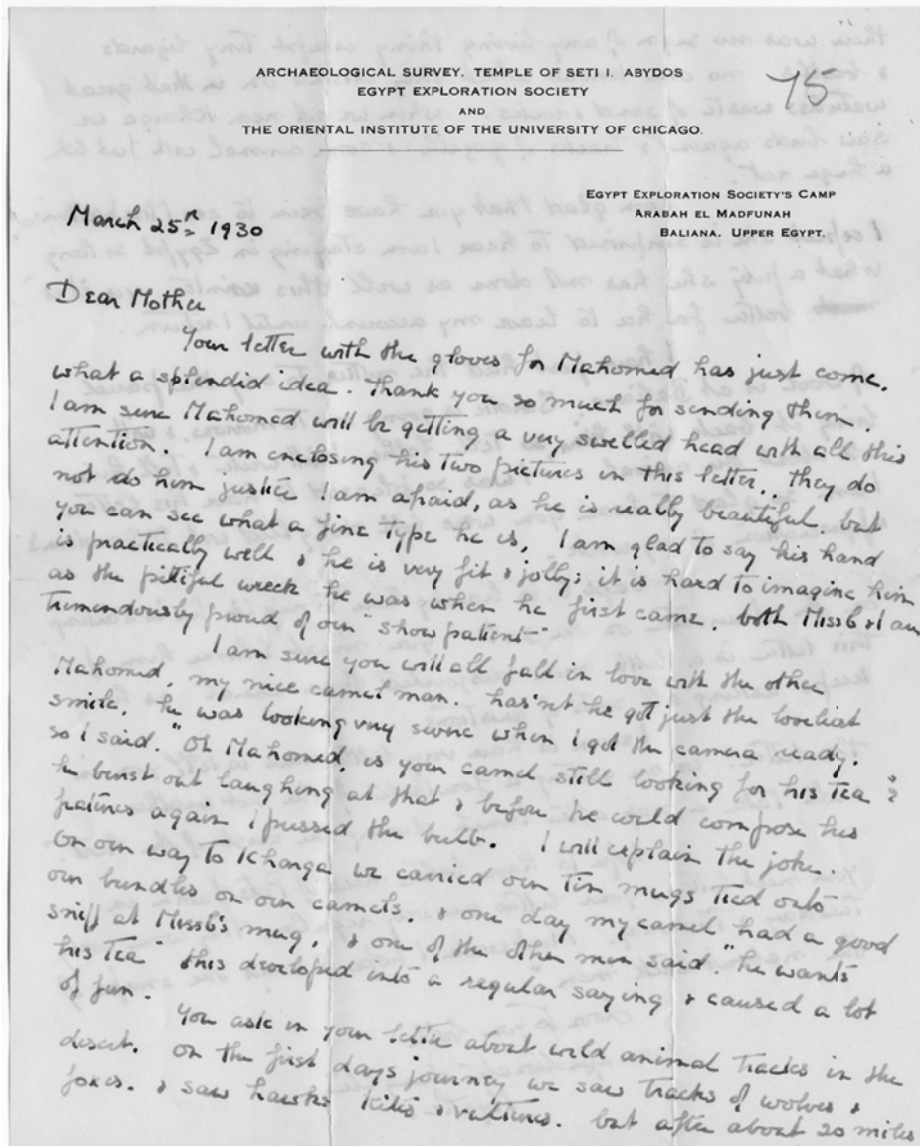 75
ARCHAEOLOGICAL SURVEY, TEMPLE OF SETI I. ABYDOS
EGYPT EXPLORATION SOCIETY
AND
THE ORIENTAL INSTITUTE OF THE UNIVERSITY OF CHICAGO.
EGYPT EXPLORATION SOCIETY'S CAMP
ARABAH EL MADFUNAH
BALIANA. UPPER EGYPT.
March 25th 1930
Dear Mother
Your letter with the gloves for Mahomed has just come.
what a splendid idea. Thank you so much for sending them.
I am sure Mahomed will be getting a very swelled head with all this
attention. I am enclosing his two pictures in this letter, they do
not do him justice I am afraid, as he is really beautiful. but
you can see what a fine type he is, I am glad to say his hand
is practically well & he is very fit & jolly; it is hard to imagine him
as the pitiful wreck he was when he first came. both Miss C & I am
tremendously proud of our "show patient"
I am sure you will all fall in love with the other
Mahomed, my nice camel man. hasn't he got just the loveliest
smile, he was looking very severe when I got the camera ready.
so I said. "Oh Mahomed, is your camel still looking for his tea?
he burst out laughing at that & before he could compose his
features again I pressed the bulb. I will explain the joke.
On our way to Khanga we carried our tin mugs tied onto
our bundles on our camels. & one day my camel had a good
sniff at Miss C's mug, & one of the other men said "he wants
his tea" this developed into a regular saying & caused a lot
of fun.
You ask in your letter about wild animal tracks in the
desert. on the first days journey we saw tracks of wolves &
foxes. & saw hawks kites & vultures. but after about 20 miles